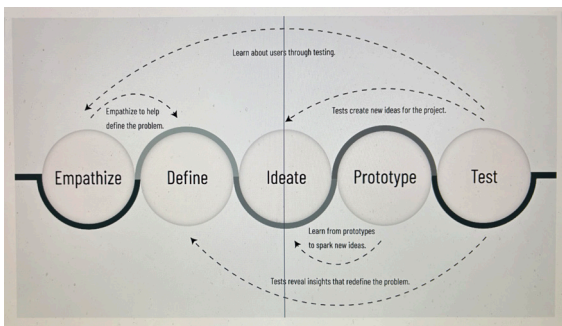 Learn about users through testing.
Empathize to help
define the problem.
Tests create new ideas for the project.
Empathize
Define
Ideate
Prototype
Test
Learn from prototypes
to spark new ideas.
Tests reveal insights that redefine the problem.